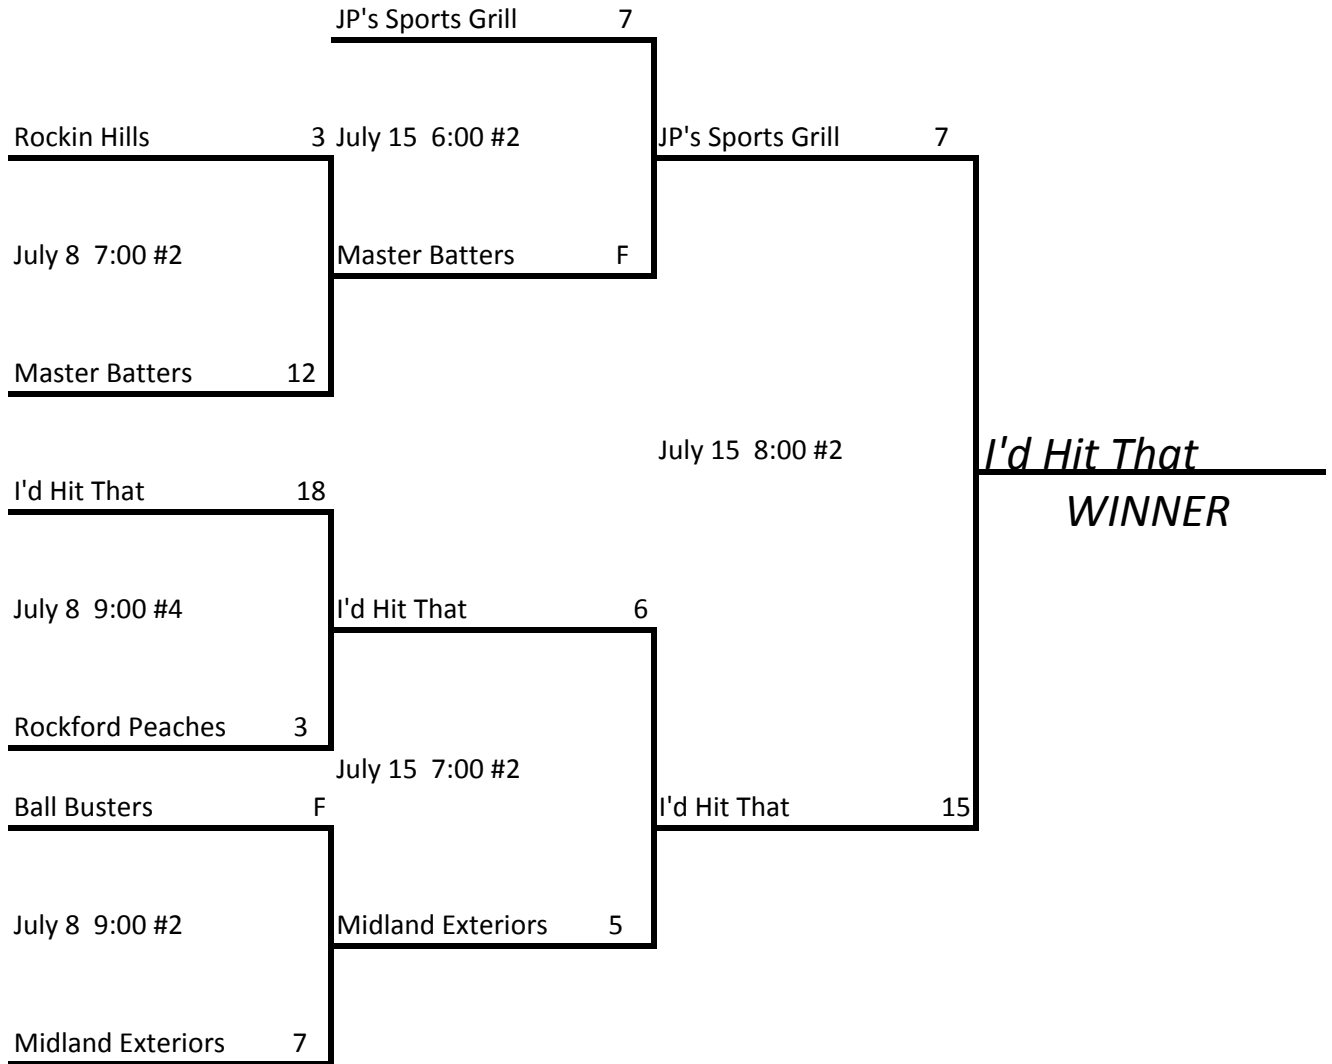 JP's Sports Grill 7
Rockin Hills 3 July 15 6:00 #2 JP's Sports Grill 7
July 8 7:00 #2 Master Batters F
Master Batters 12
July 15 8:00 #2 I'd Hit That
I'd Hit That 18
WINNER
July 8 9:00 #4 I'd Hit That 6
Rockford Peaches 3
July 15 7:00 #2
Ball Busters F I'd Hit That 15
July 8 9:00 #2 Midland Exteriors 5
Midland Exteriors 7